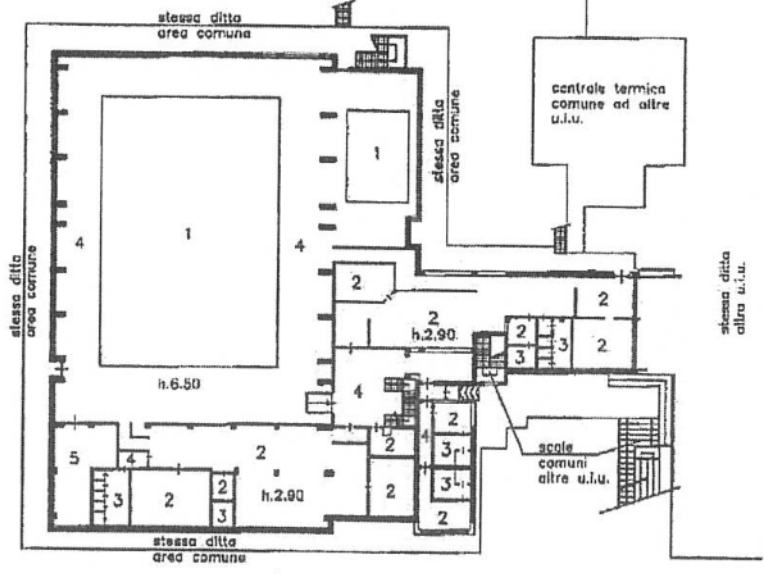 stessa ditta
area comune
centrale termica
comune ad altre
u.i.u.
stessa ditta
area comune
1
1
4
4
stessa ditta
area comune
stessa ditta
altra u.i.u.
2
2
2
h.2.90
2
3
2
3
h.6.50
4
4
2
5
4
2
2
3
scale
comuni
altre u.i.u.
3
2
2
h.2.90
2
3
3
2
2
stessa ditta
area comune